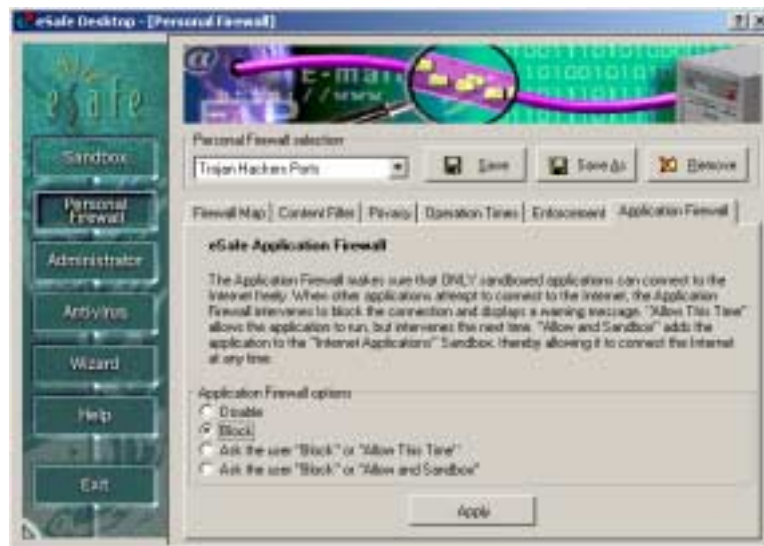 eSafe Desktop - [Personal Firewall]
eSafe
Sandbox
Personal
Firewall
Administrator
Antivirus
Wizard
Help
Exit
@
E-mail
//www
Personal Firewall selection
Trojan Hackers Ports
Save
Save As
Remove
Firewall Map
Content Filter
Privacy
Operation Times
Enforcement
Application Firewall
eSafe Application Firewall
The Application Firewall makes sure that ONLY sandboxed applications can connect to the
Internet freely. When other applications attempt to connect to the Internet, the Application
Firewall intervenes to block the connection and displays a warning message. "Allow This Time"
allows the application to run, but intervenes the next time. "Allow and Sandbox" adds the
application to the "Internet Applications" Sandbox, thereby allowing it to connect the Internet
at any time.
Application Firewall options
Disable
Block
Ask the user "Block" or "Allow This Time"
Ask the user "Block" or "Allow and Sandbox"
Apply